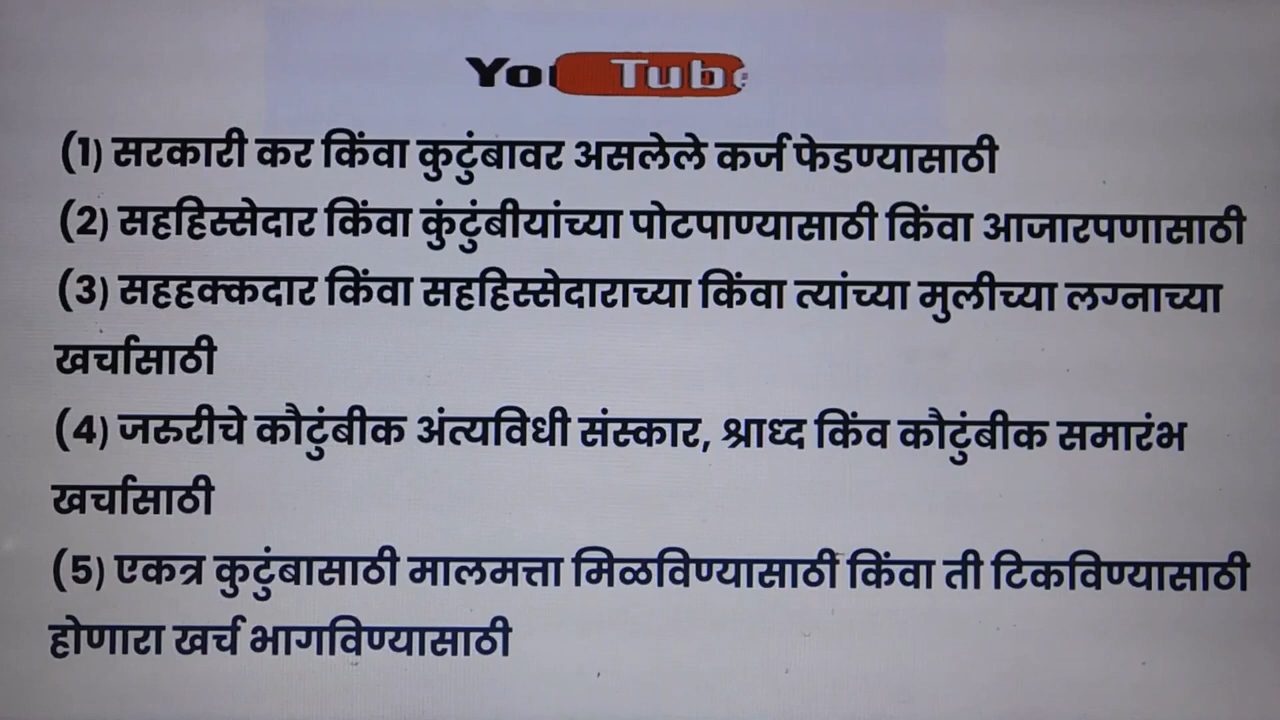 YouTube
(1) सरकारी कर किंवा कुटुंबावर असलेले कर्ज फेडण्यासाठी
(2) सहहिस्सेदार किंवा कुंटुंबीयांच्या पोटपाण्यासाठी किंवा आजारपणासाठी
(3) सहहक्कदार किंवा सहहिस्सेदाराच्या किंवा त्यांच्या मुलीच्या लग्नाच्या
खर्चासाठी
(4) जरुरीचे कौटुंबीक अंत्यविधी संस्कार, श्राध्द किंव कौटुंबीक समारंभ
खर्चासाठी
(5) एकत्र कुटुंबासाठी मालमत्ता मिळविण्यासाठी किंवा ती टिकविण्यासाठी
होणारा खर्च भागविण्यासाठी